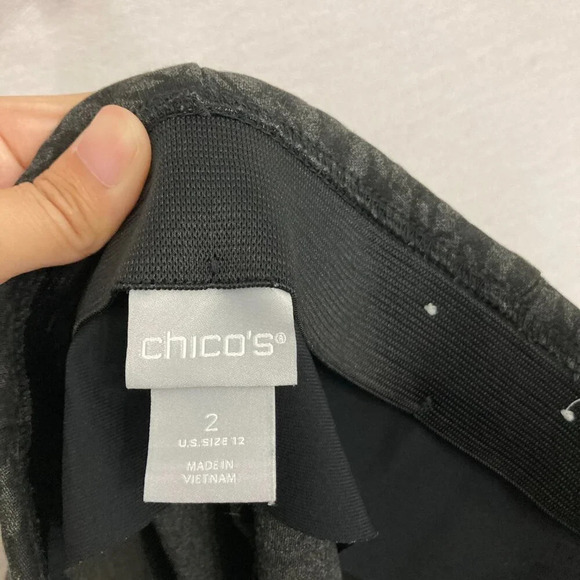 chico's®
2
U.S. SIZE 12
MADE IN
VIETNAM